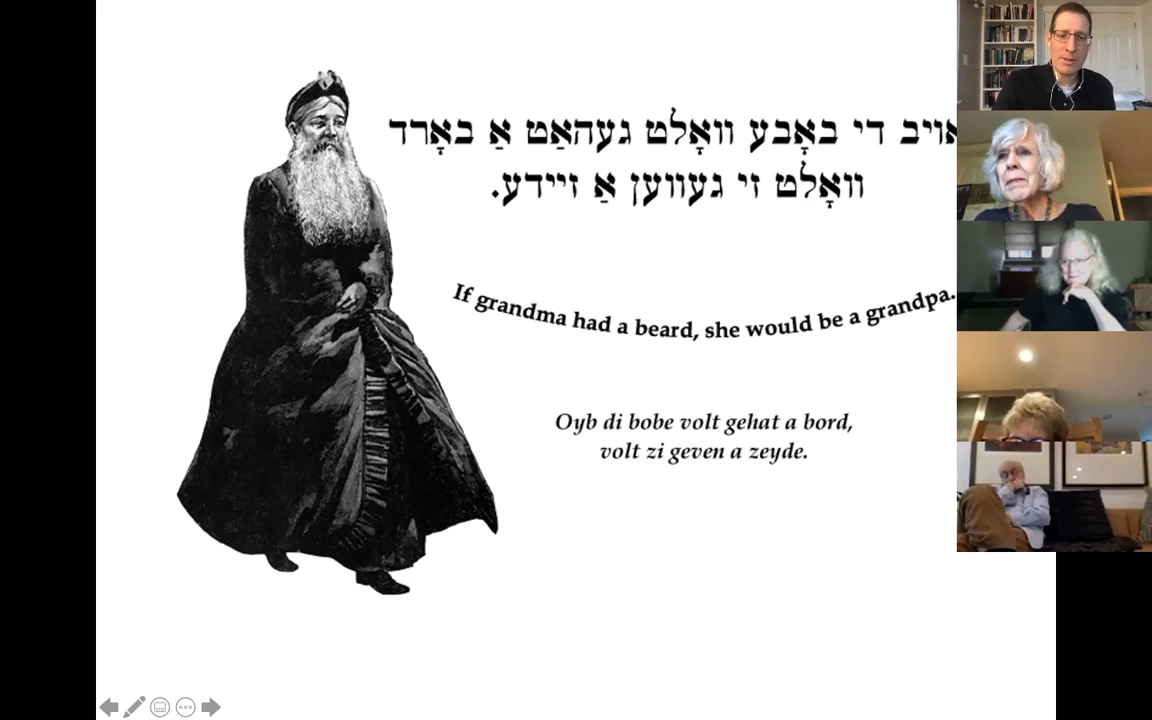 אויב די באָבע וואָלט געהאַט אַ באָרד
וואָלט זי געווען אַ זיידע.
If grandma had a beard, she would be a grandpa.
Oyb di bobe volt gehat a bord,
volt zi geven a zeyde.